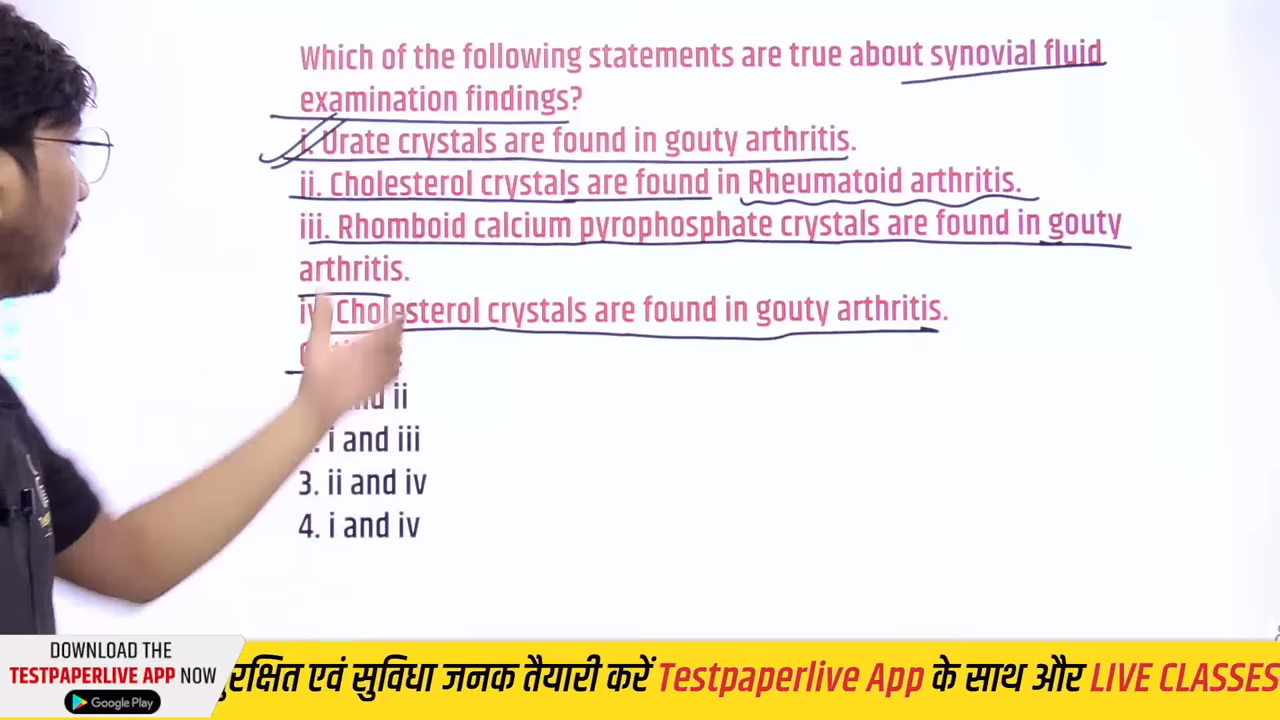 Which of the following statements are true about synovial fluid
examination findings?
i. Urate crystals are found in gouty arthritis.
ii. Cholesterol crystals are found in Rheumatoid arthritis.
iii. Rhomboid calcium pyrophosphate crystals are found in gouty
arthritis.
iv. Cholesterol crystals are found in gouty arthritis.
ii
i and iii
3. ii and iv
4. i and iv
DOWNLOAD THE
TESTPAPERLIVE APP NOW
Google Play
एवं सुविधा जनक तैयारी करें Testpaperlive App के साथ और LIVE CLASSES